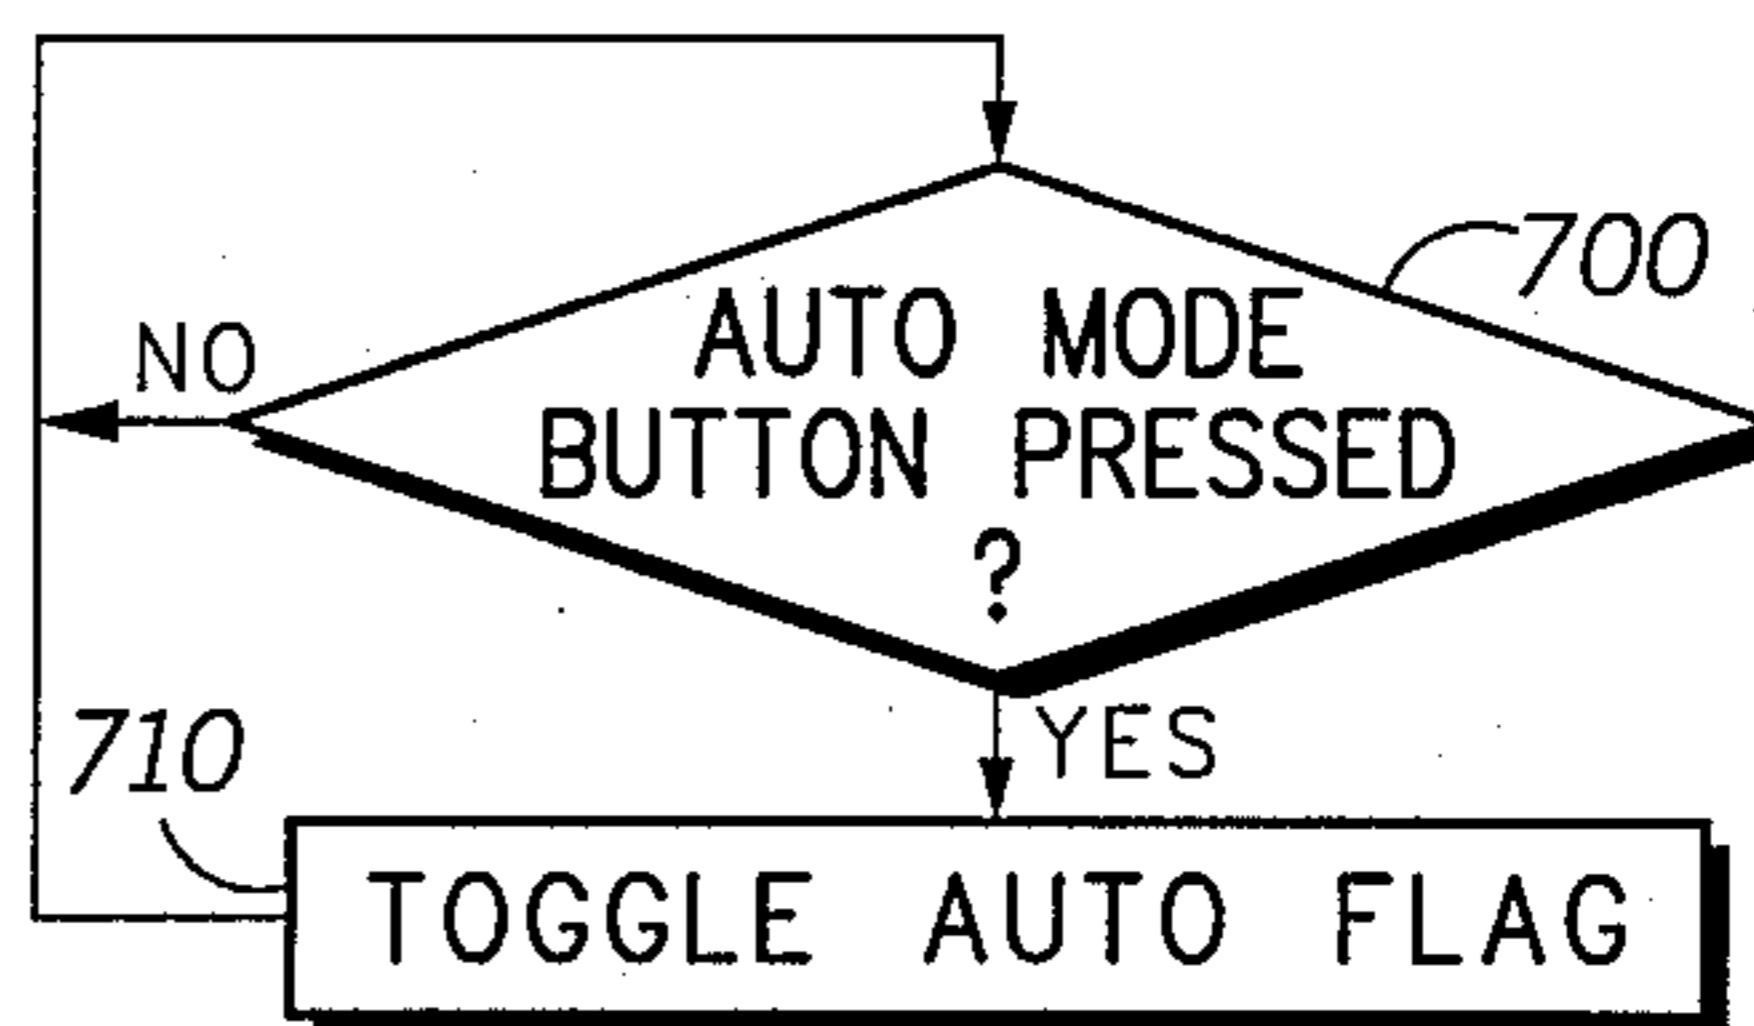 700
AUTO MODE
NO
BUTTON PRESSED
?
710
YES
TOGGLE AUTO FLAG